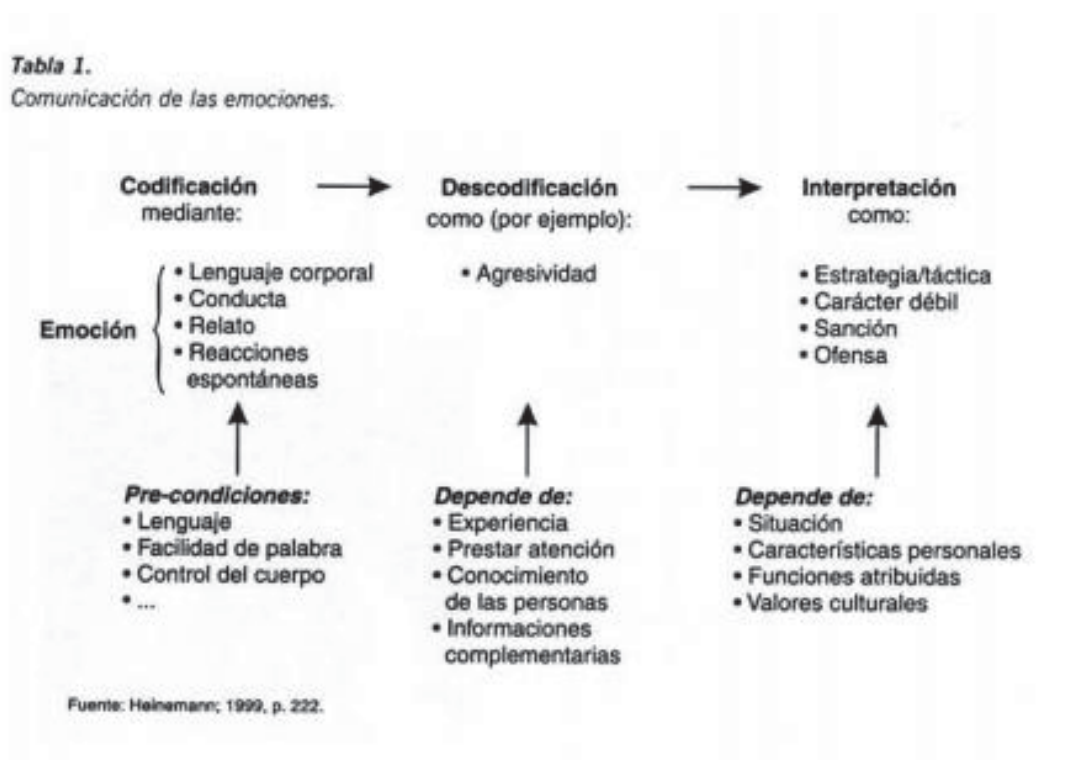 Tabla 1.
Comunicación de las emociones.
Codificación
mediante:
Descodificación
como (por ejemplo):
Interpretación
como:
Emoción
• Lenguaje corporal
• Conducta
• Relato
• Reacciones
espontáneas
• Agresividad
• Estrategia/táctica
• Carácter débil
• Sanción
• Ofensa
Pre-condiciones:
• Lenguaje
• Facilidad de palabra
• Control del cuerpo
• ...
Depende de:
• Experiencia
• Prestar atención
• Conocimiento
de las personas
• Informaciones
complementarias
Depende de:
• Situación
• Características personales
• Funciones atribuidas
• Valores culturales
Fuente: Heinemann; 1999, p. 222.